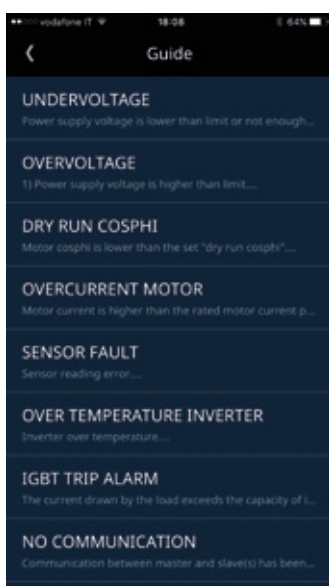 vodafone IT 18:08 64%
Guide
UNDERVOLTAGE
Power supply voltage is lower than limit or not enough...
OVERVOLTAGE
1) Power supply voltage is higher than limit....
DRY RUN COSPHI
Motor cosphi is lower than the set "dry run cosphi"....
OVERCURRENT MOTOR
Motor current is higher than the rated motor current p...
SENSOR FAULT
Sensor reading error....
OVER TEMPERATURE INVERTER
Inverter over temperature....
IGBT TRIP ALARM
The current drawn by the load exceeds the capacity of i...
NO COMMUNICATION
Communication between master and slave(s) has been...